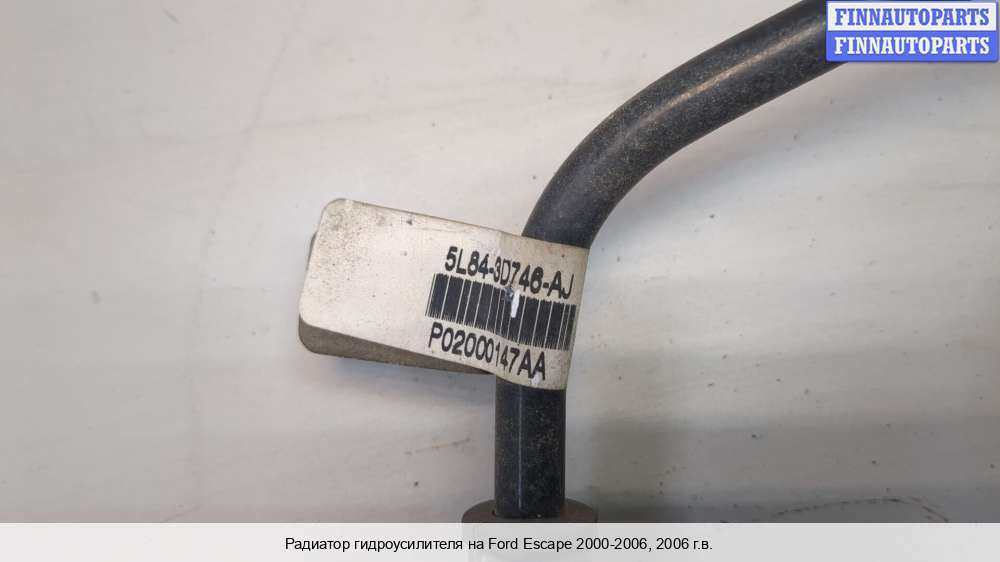 FINNAUTOPARTS
FINNAUTOPARTS
5L84-3D746-AJ
P02000147AA
Радиатор гидроусилителя на Ford Escape 2000-2006, 2006 г.в.